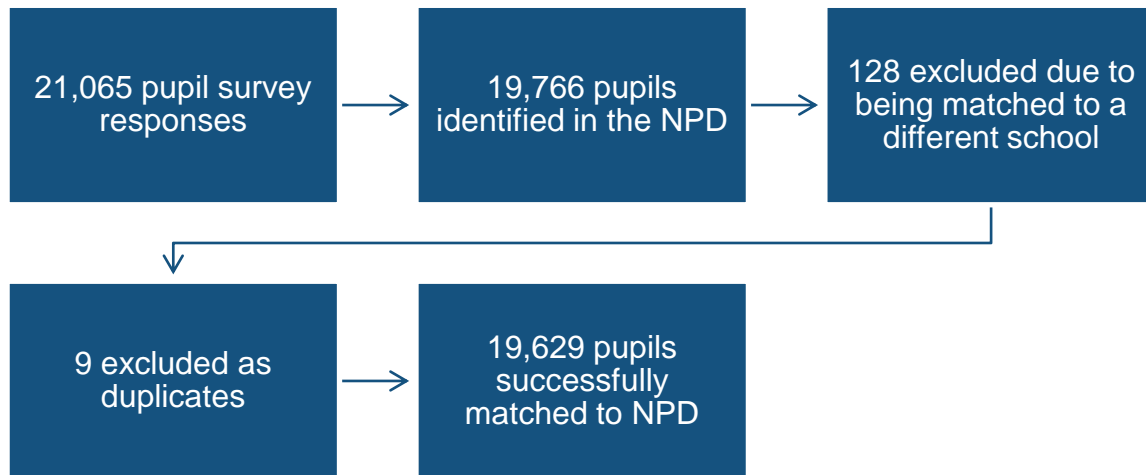 21,065 pupil survey
responses
19,766 pupils
identified in the NPD
128 excluded due to
being matched to a
different school
9 excluded as
duplicates
19,629 pupils
successfully
matched to NPD